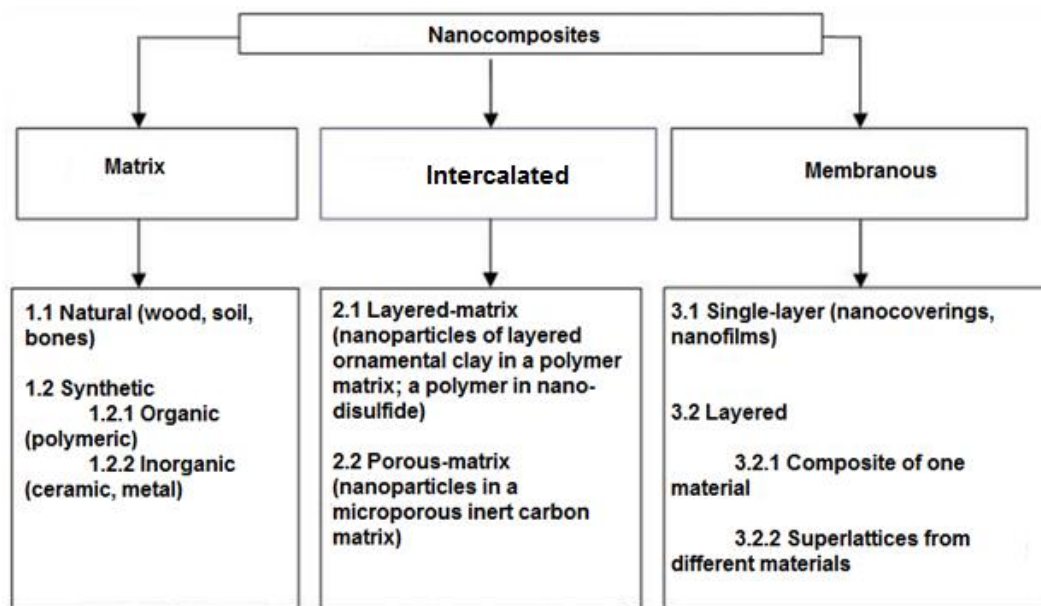 Nanocomposites
Matrix
Intercalated
Membranous
1.1 Natural (wood, soil,
bones)
1.2 Synthetic
1.2.1 Organic
(polymeric)
1.2.2 Inorganic
(ceramic, metal)
2.1 Layered-matrix
(nanoparticles of layered
ornamental clay in a polymer
matrix; a polymer in nano-
disulfide)
2.2 Porous-matrix
(nanoparticles in a
microporous inert carbon
matrix)
3.1 Single-layer (nanocoverings,
nanofilms)
3.2 Layered
3.2.1 Composite of one
material
3.2.2 Superlattices from
different materials